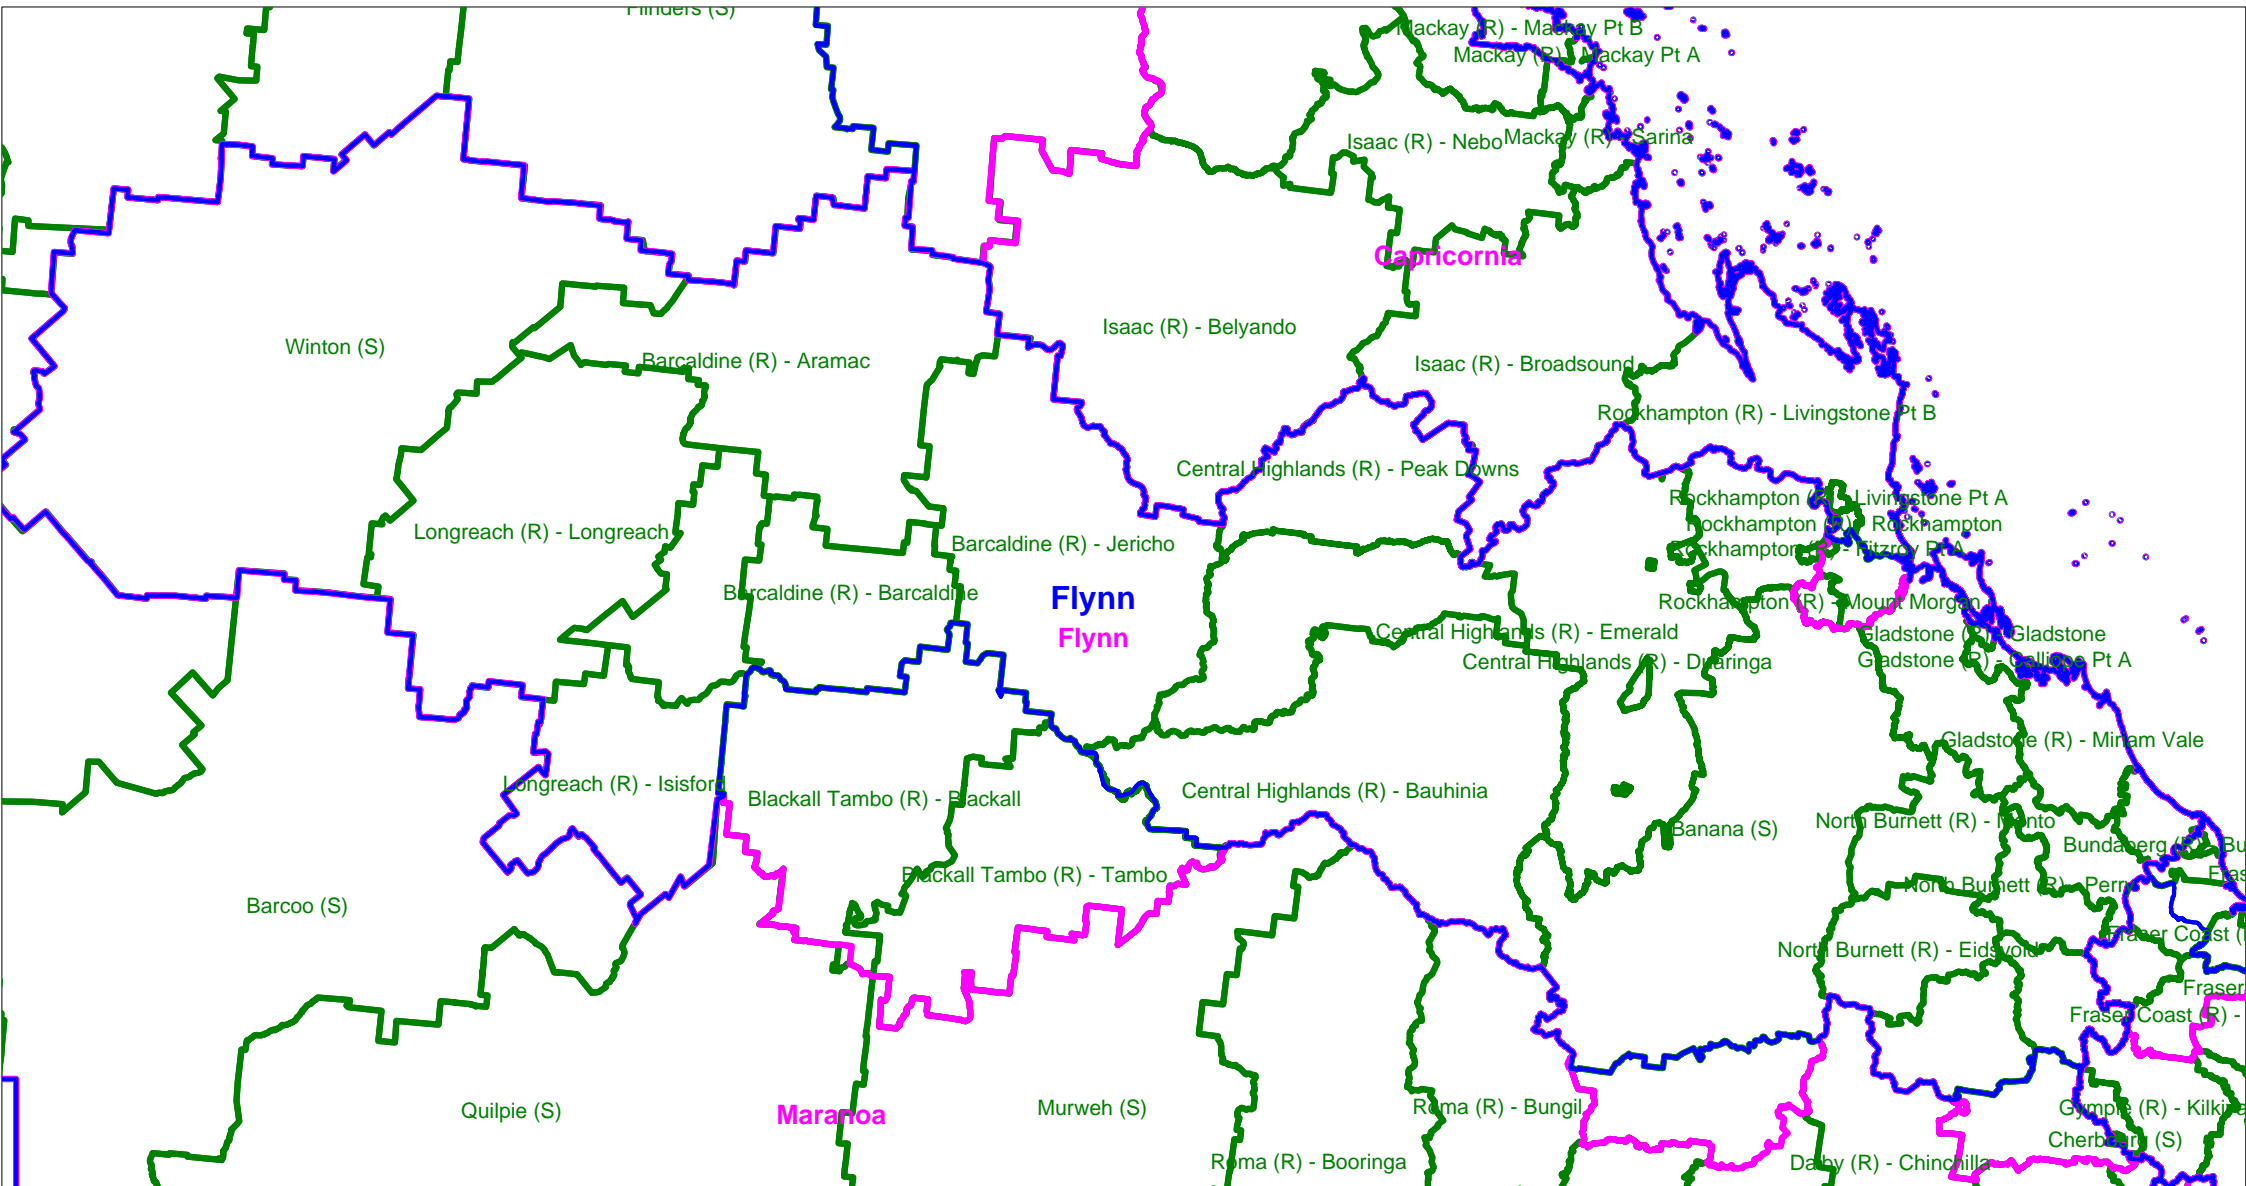 Flinders (S)
Mackay (R) - Mackay Pt B
Mackay (R) - Mackay Pt A
Isaac (R) - Nebo
Mackay (R) - Sarina
Capricornia
Winton (S)
Isaac (R) - Belyando
Barcaldine (R) - Aramac
Isaac (R) - Broadsound
Rockhampton (R) - Livingstone Pt B
Central Highlands (R) - Peak Downs
Rockhampton (R) - Livingstone Pt A
Longreach (R) - Longreach
Rockhampton (R) - Rockhampton
Barcaldine (R) - Jericho
Rockhampton (R) - Fitzroy Pt A
Barcaldine (R) - Barcaldine
Flynn
Rockhampton (R) - Mount Morgan
Flynn
Central Highlands (R) - Emerald
Gladstone (R) - Gladstone
Central Highlands (R) - Duaringa
Gladstone (R) - Calliope Pt A
Gladstone (R) - Miriam Vale
Longreach (R) - Isisford
Blackall Tambo (R) - Blackall
Central Highlands (R) - Bauhinia
Banana (S)
North Burnett (R) - Monto
Bundaberg (R) - Bu
Blackall Tambo (R) - Tambo
Fras
North Burnett (R) - Perry
Barcoo (S)
Fraser Coast (
North Burnett (R) - Eidsvold
Fraser
Fraser Coast (R) -
Quilpie (S)
Maranoa
Murweh (S)
Roma (R) - Bungil
Gympie (R) - Kilkiva
Cherbourg (S)
Roma (R) - Booringa
Dalby (R) - Chinchilla